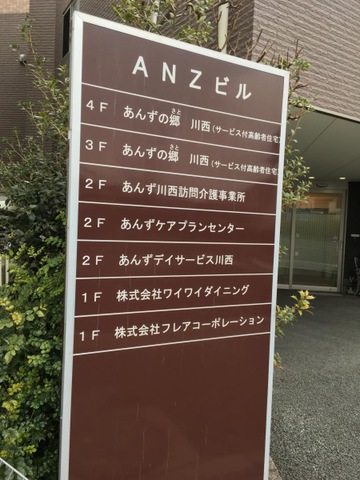 ANZビル
4F あんずの郷 川西(サービス付高齢者住宅)
3F あんずの郷 川西(サービス付高齢者住宅)
2F あんず川西訪問介護事業所
2F あんずケアプランセンター
2F あんずデイサービス川西
1F 株式会社ワイワイダイニング
1F 株式会社フレアコーポレーション